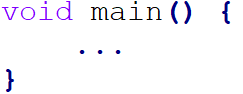 void main() {
    ...
}